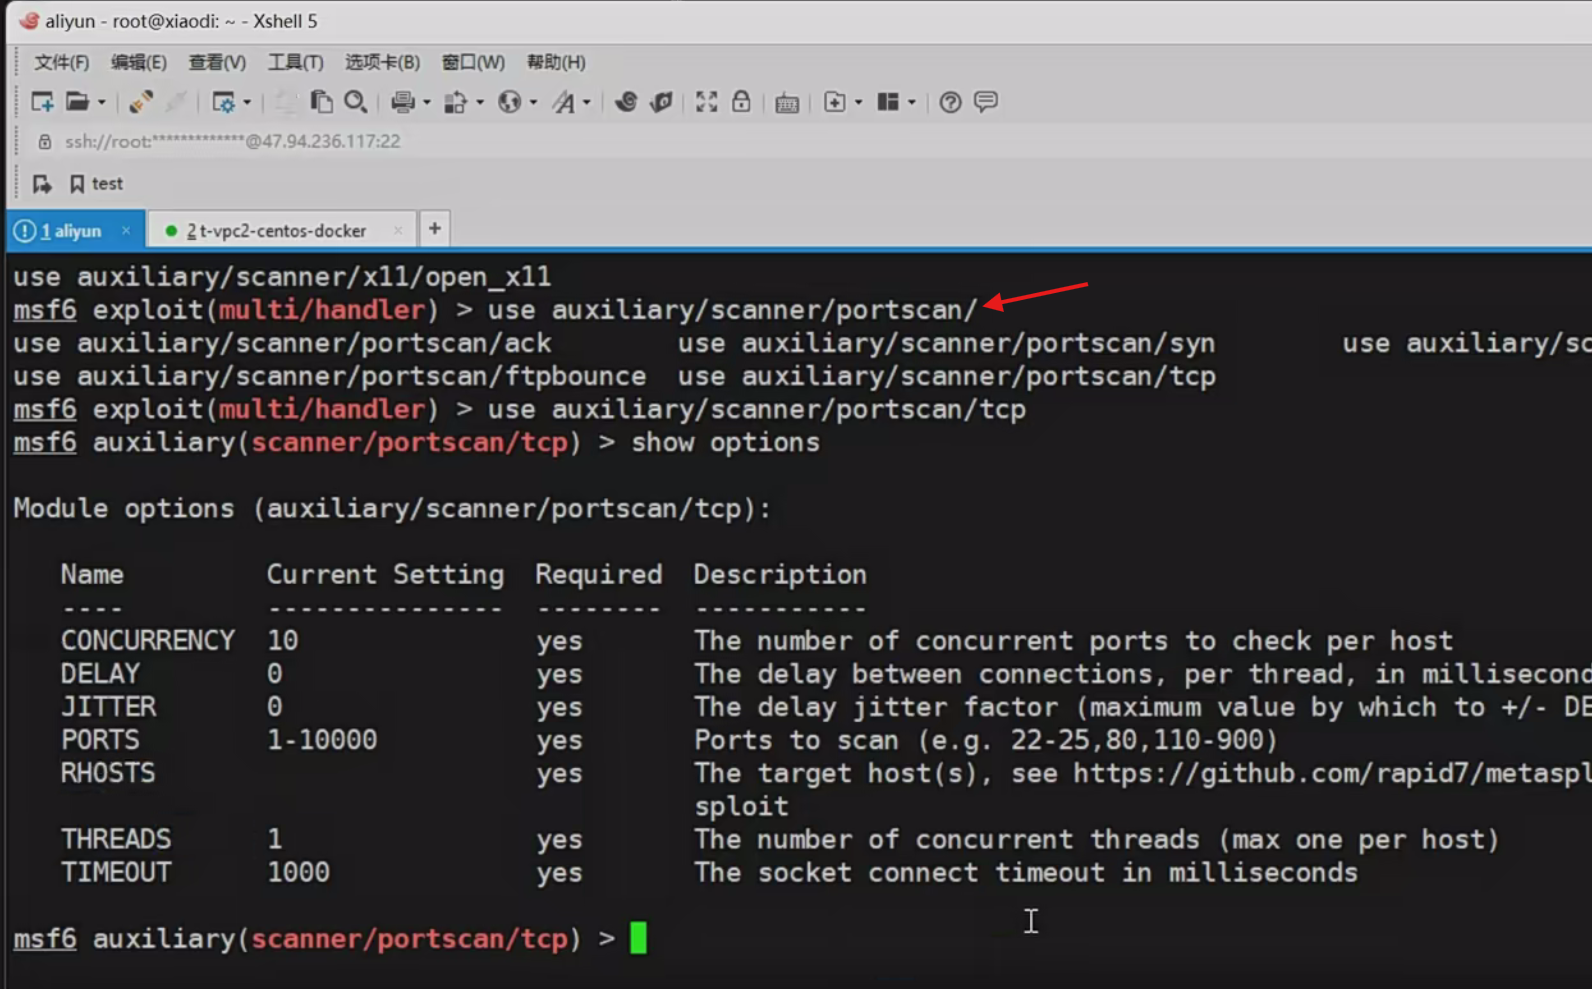 aliyun - root@xiaodi: ~ - Xshell 5
文件(F) 编辑(E) 查看(V) 工具(T) 选项卡(B) 窗口(W) 帮助(H)
ssh://root:*************@47.94.236.117:22
test
1 aliyun × 2 t-vpc2-centos-docker × +
use auxiliary/scanner/x11/open_x11
msf6 exploit(multi/handler) > use auxiliary/scanner/portscan/
use auxiliary/scanner/portscan/ack use auxiliary/scanner/portscan/syn use auxiliary/sc
use auxiliary/scanner/portscan/ftpbounce use auxiliary/scanner/portscan/tcp
msf6 exploit(multi/handler) > use auxiliary/scanner/portscan/tcp
msf6 auxiliary(scanner/portscan/tcp) > show options
Module options (auxiliary/scanner/portscan/tcp):
Name Current Setting Required Description
---- --------------- -------- -----------
CONCURRENCY 10 yes The number of concurrent ports to check per host
DELAY 0 yes The delay between connections, per thread, in millisecond
JITTER 0 yes The delay jitter factor (maximum value by which to +/- DE
PORTS 1-10000 yes Ports to scan (e.g. 22-25,80,110-900)
RHOSTS yes The target host(s), see https://github.com/rapid7/metaspl
sploit
THREADS 1 yes The number of concurrent threads (max one per host)
TIMEOUT 1000 yes The socket connect timeout in milliseconds
msf6 auxiliary(scanner/portscan/tcp) >